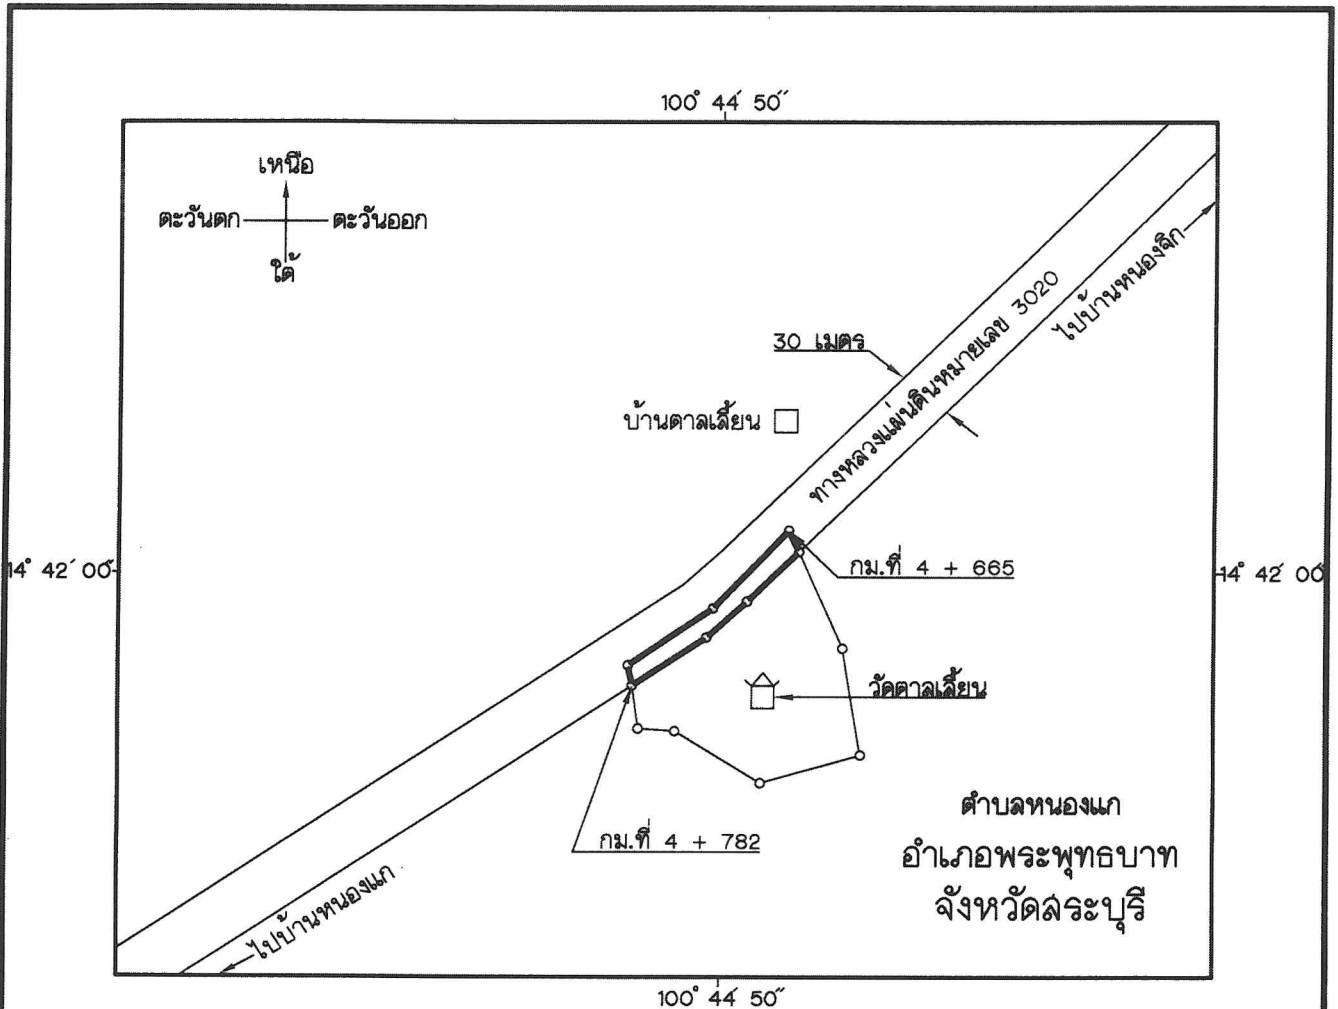 100° 44′ 50″
เหนือ
ตะวันตก ตะวันออก
ใต้
ไปบ้านหนองจิก
ทางหลวงแผ่นดินหมายเลข 3020
30 เมตร
บ้านตาลเสี้ยน
14° 42′ 00″
กม.ที่ 4 + 665
14° 42′ 00″
วัดตาลเสี้ยน
ตำบลหนองแก
อำเภอพระพุทธบาท
จังหวัดสระบุรี
กม.ที่ 4 + 782
ไปบ้านหนองแก
100° 44′ 50″